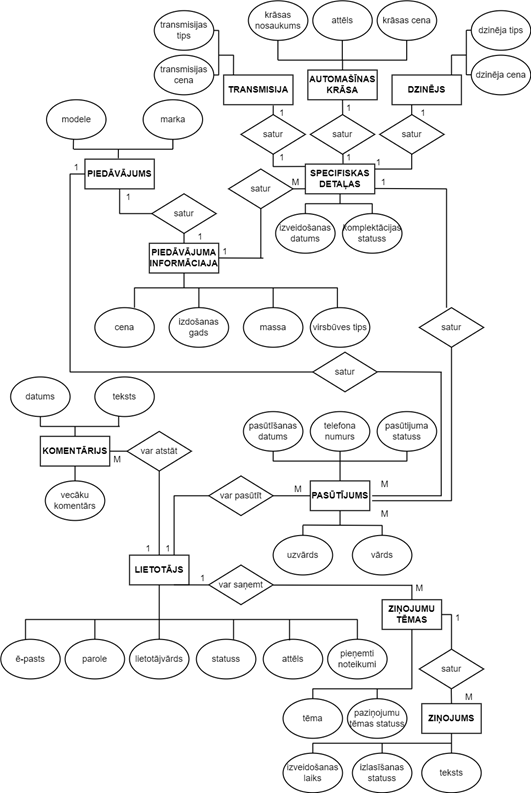 transmisijas
tips
krāsas
nosaukums
attēls
krāsas cena
dzinēja tips
transmisijas
cena
dzinēja cena
TRANSMISIJA
AUTOMAŠĪNAS
KRĀSA
DZINĒJS
1
1
1
modele
marka
satur
satur
satur
1
1
1
1
PIEDĀVĀJUMS
SPECIFISKAS
DETAĻAS
M
1
satur
1
satur
izveidošanas
datums
komplektācijas
statuss
1
PIEDĀVĀJUMA
INFORMĀCIAJA
1
cena
izdošanas
gads
massa
virsbūves tips
satur
satur
datums
teksts
pasūtīšanas
datums
telefona
numurs
pasūtijuma
statuss
KOMENTĀRIJS
M
var atstāt
vecāku
komentārs
var pasūtīt
M
PASŪTĪJUMS
M
M
1
1
uzvārds
vārds
LIETOTĀJS
1
var saņemt
M
ZIŅOJUMU
TĒMAS
1
ē-pasts
parole
lietotājvārds
statuss
attēls
pieņemti
noteikumi
satur
M
tēma
paziņojumu
tēmas statuss
ZIŅOJUMS
izveidošanas
laiks
izlasīšanas
statuss
teksts